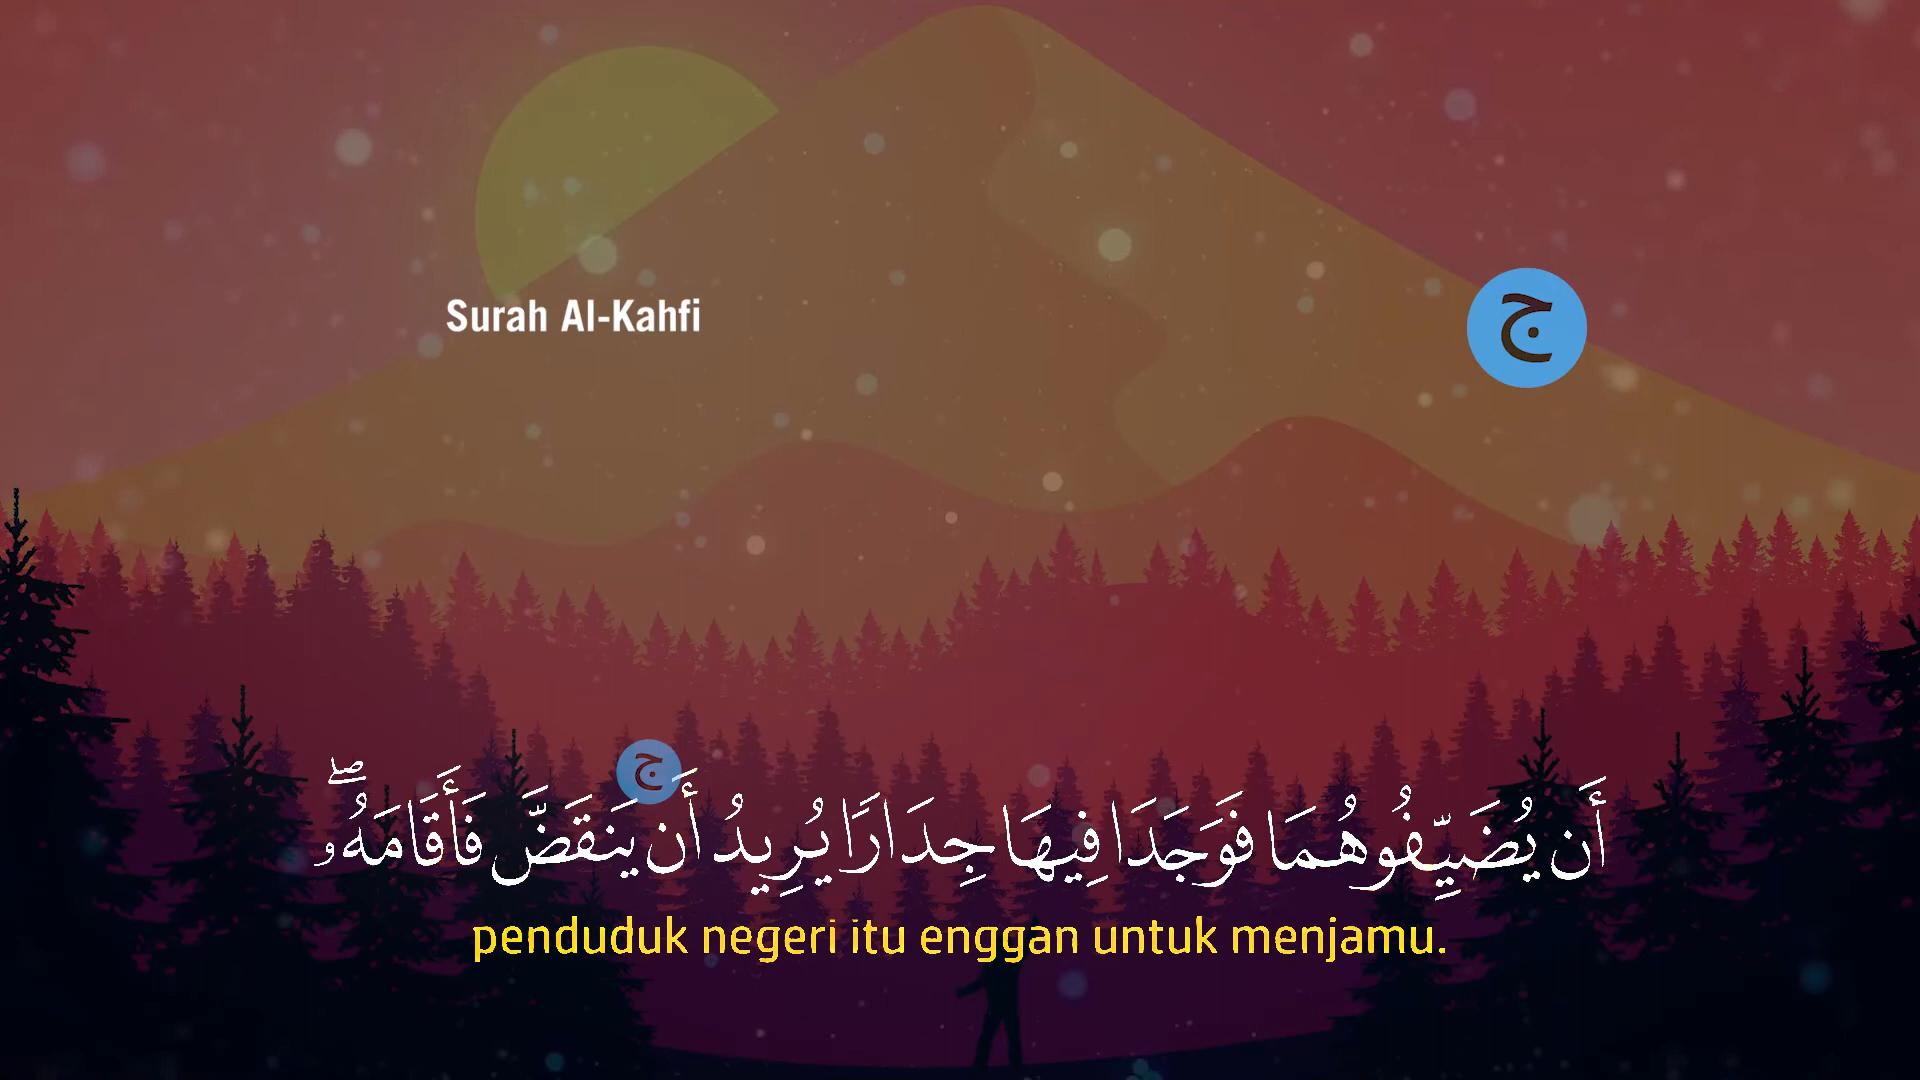 Surah Al-Kahfi
ج
ج
أَن يُضَيِّفُوهُمَا فَوَجَدَا فِيهَا جِدَارًا يُرِيدُ أَن يَنقَضَّ فَأَقَامَهُۥۖ
penduduk negeri itu enggan untuk menjamu.